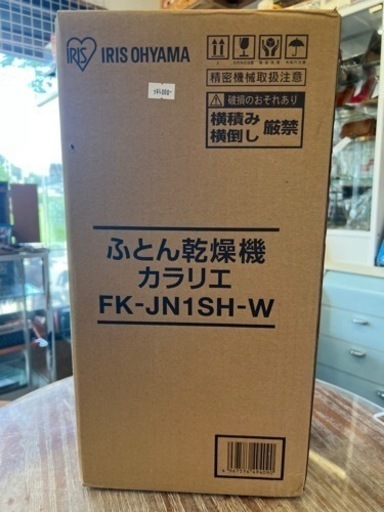 IRIS IRIS OHYAMA
精密機械取扱注意
破損のおそれあり
横積み
横倒し 厳禁
ふとん乾燥機
カラリエ
FK-JN1SH-W